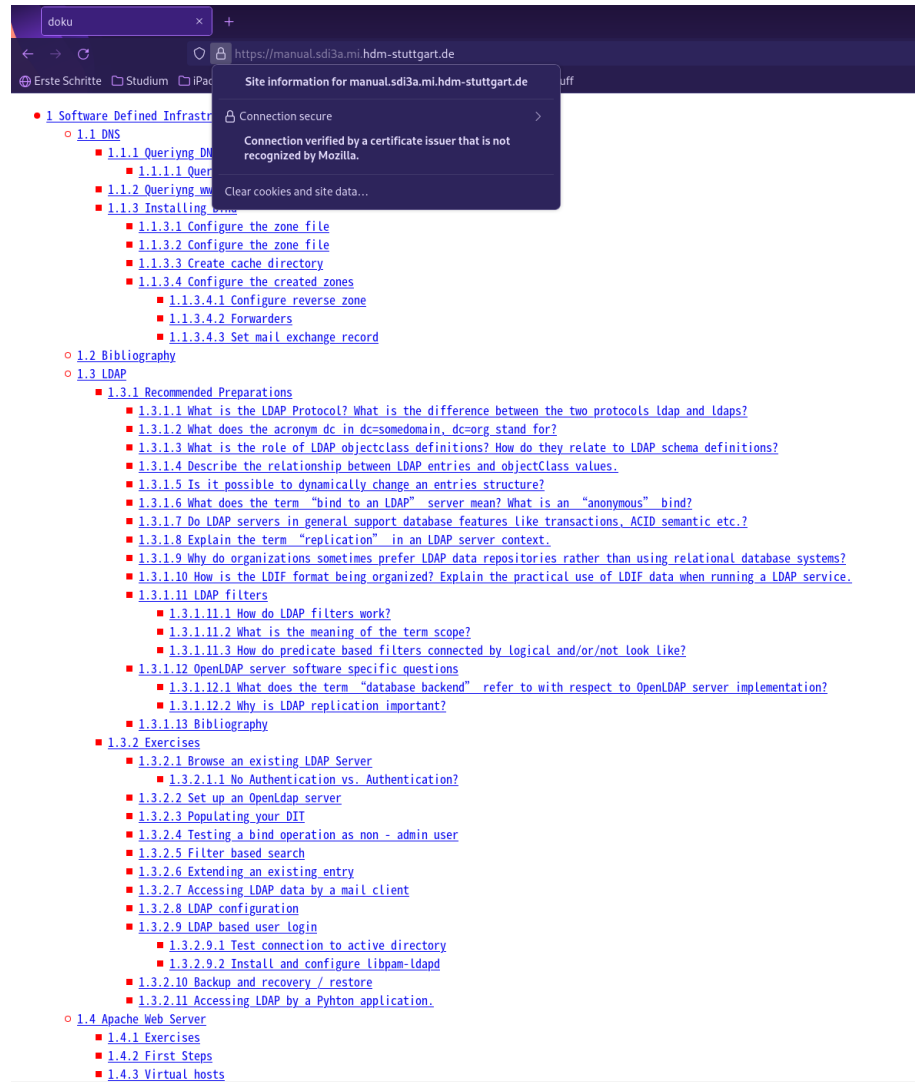 doku × +
https://manual.sdi3a.mi.hdm-stuttgart.de
Erste Schritte Studium iPac uff
Site information for manual.sdi3a.mi.hdm-stuttgart.de
Connection secure
Connection verified by a certificate issuer that is not
recognized by Mozilla.
Clear cookies and site data…
1 Software Defined Infrastr
1.1 DNS
1.1.1 Queriyng DN
1.1.1.1 Quer
1.1.2 Queriyng ww
1.1.3 Installing Bind
1.1.3.1 Configure the zone file
1.1.3.2 Configure the zone file
1.1.3.3 Create cache directory
1.1.3.4 Configure the created zones
1.1.3.4.1 Configure reverse zone
1.1.3.4.2 Forwarders
1.1.3.4.3 Set mail exchange record
1.2 Bibliography
1.3 LDAP
1.3.1 Recommended Preparations
1.3.1.1 What is the LDAP Protocol? What is the difference between the two protocols ldap and ldaps?
1.3.1.2 What does the acronym dc in dc=somedomain, dc=org stand for?
1.3.1.3 What is the role of LDAP objectclass definitions? How do they relate to LDAP schema definitions?
1.3.1.4 Describe the relationship between LDAP entries and objectClass values.
1.3.1.5 Is it possible to dynamically change an entries structure?
1.3.1.6 What does the term “bind to an LDAP” server mean? What is an “anonymous” bind?
1.3.1.7 Do LDAP servers in general support database features like transactions, ACID semantic etc.?
1.3.1.8 Explain the term “replication” in an LDAP server context.
1.3.1.9 Why do organizations sometimes prefer LDAP data repositories rather than using relational database systems?
1.3.1.10 How is the LDIF format being organized? Explain the practical use of LDIF data when running a LDAP service.
1.3.1.11 LDAP filters
1.3.1.11.1 How do LDAP filters work?
1.3.1.11.2 What is the meaning of the term scope?
1.3.1.11.3 How do predicate based filters connected by logical and/or/not look like?
1.3.1.12 OpenLDAP server software specific questions
1.3.1.12.1 What does the term “database backend” refer to with respect to OpenLDAP server implementation?
1.3.1.12.2 Why is LDAP replication important?
1.3.1.13 Bibliography
1.3.2 Exercises
1.3.2.1 Browse an existing LDAP Server
1.3.2.1.1 No Authentication vs. Authentication?
1.3.2.2 Set up an OpenLdap server
1.3.2.3 Populating your DIT
1.3.2.4 Testing a bind operation as non - admin user
1.3.2.5 Filter based search
1.3.2.6 Extending an existing entry
1.3.2.7 Accessing LDAP data by a mail client
1.3.2.8 LDAP configuration
1.3.2.9 LDAP based user login
1.3.2.9.1 Test connection to active directory
1.3.2.9.2 Install and configure libpam-ldapd
1.3.2.10 Backup and recovery / restore
1.3.2.11 Accessing LDAP by a Pyhton application.
1.4 Apache Web Server
1.4.1 Exercises
1.4.2 First Steps
1.4.3 Virtual hosts